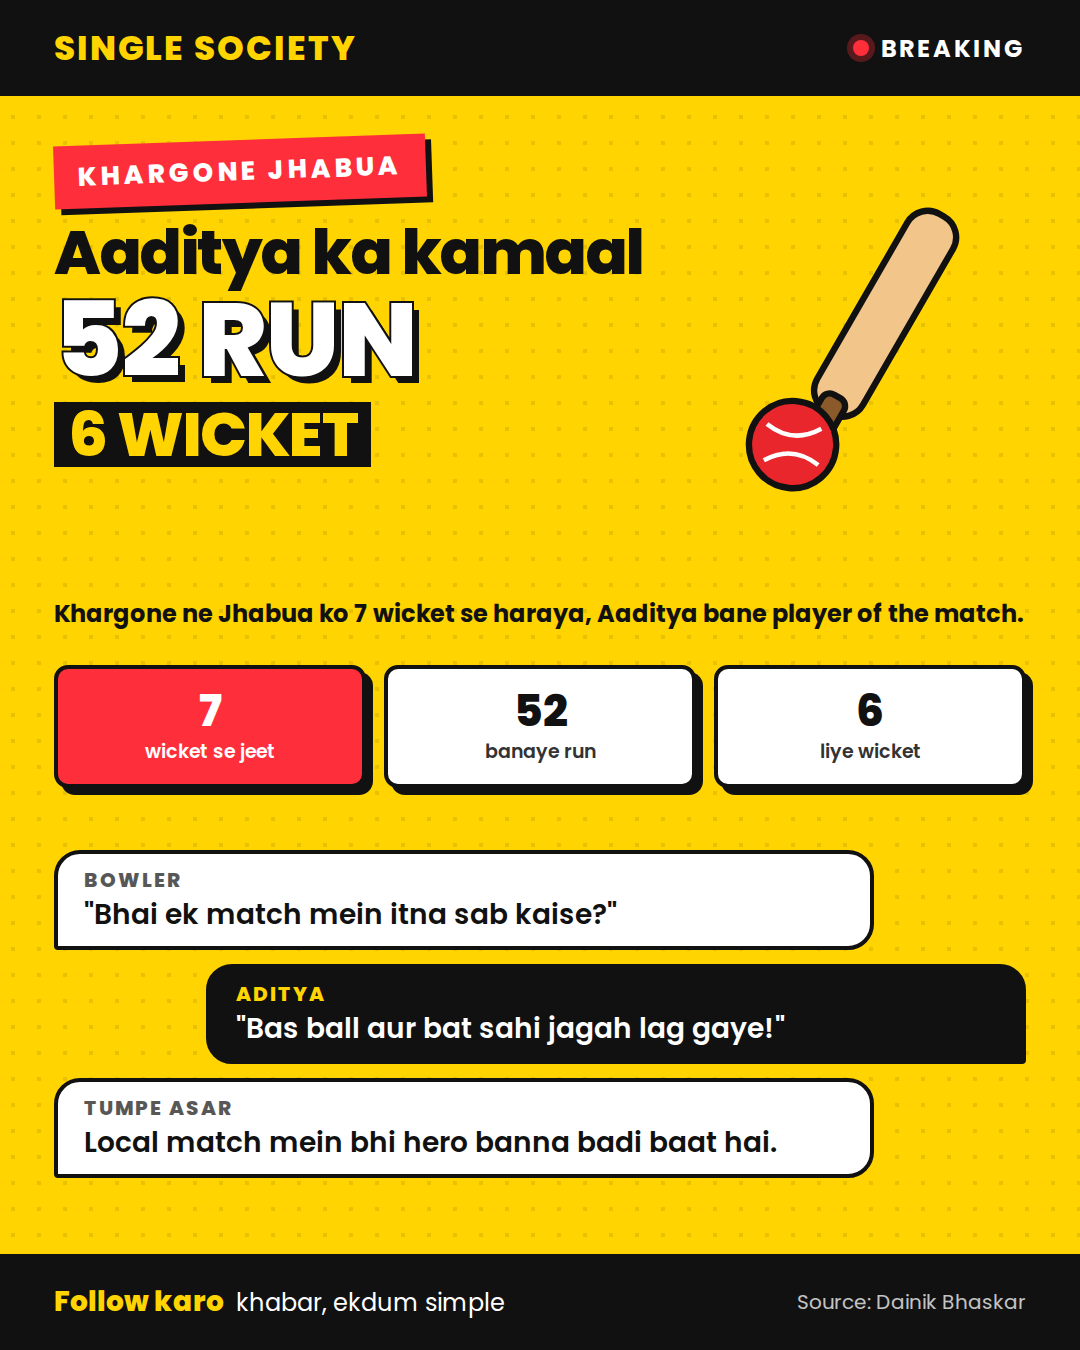 SINGLE SOCIETY
BREAKING
KHARGONE JHABUA
Aaditya ka kamaal
52 RUN
6 WICKET
Khargone ne Jhabua ko 7 wicket se haraya, Aaditya bane player of the match.
7
wicket se jeet
52
banaye run
6
liye wicket
BOWLER
"Bhai ek match mein itna sab kaise?"
ADITYA
"Bas ball aur bat sahi jagah lag gaye!"
TUMPE ASAR
Local match mein bhi hero banna badi baat hai.
Follow karo khabar, ekdum simple
Source: Dainik Bhaskar